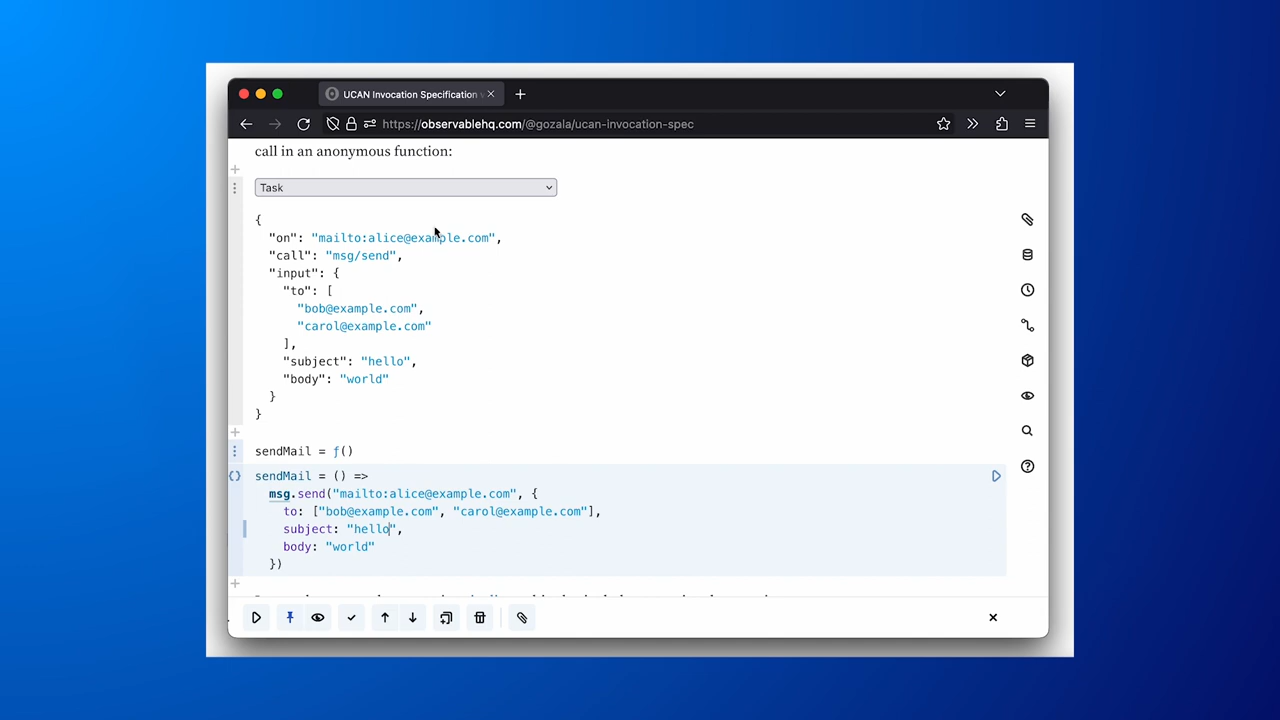 UCAN Invocation Specification
https://observablehq.com/@gozala/ucan-invocation-spec
call in an anonymous function:
Task
{
"on": "mailto:alice@example.com",
"call": "msg/send",
"input": {
"to": [
"bob@example.com",
"carol@example.com"
],
"subject": "hello",
"body": "world"
}
}
sendMail = ƒ()
sendMail = () =>
msg.send("mailto:alice@example.com", {
to: ["bob@example.com", "carol@example.com"],
subject: "hello",
body: "world"
})